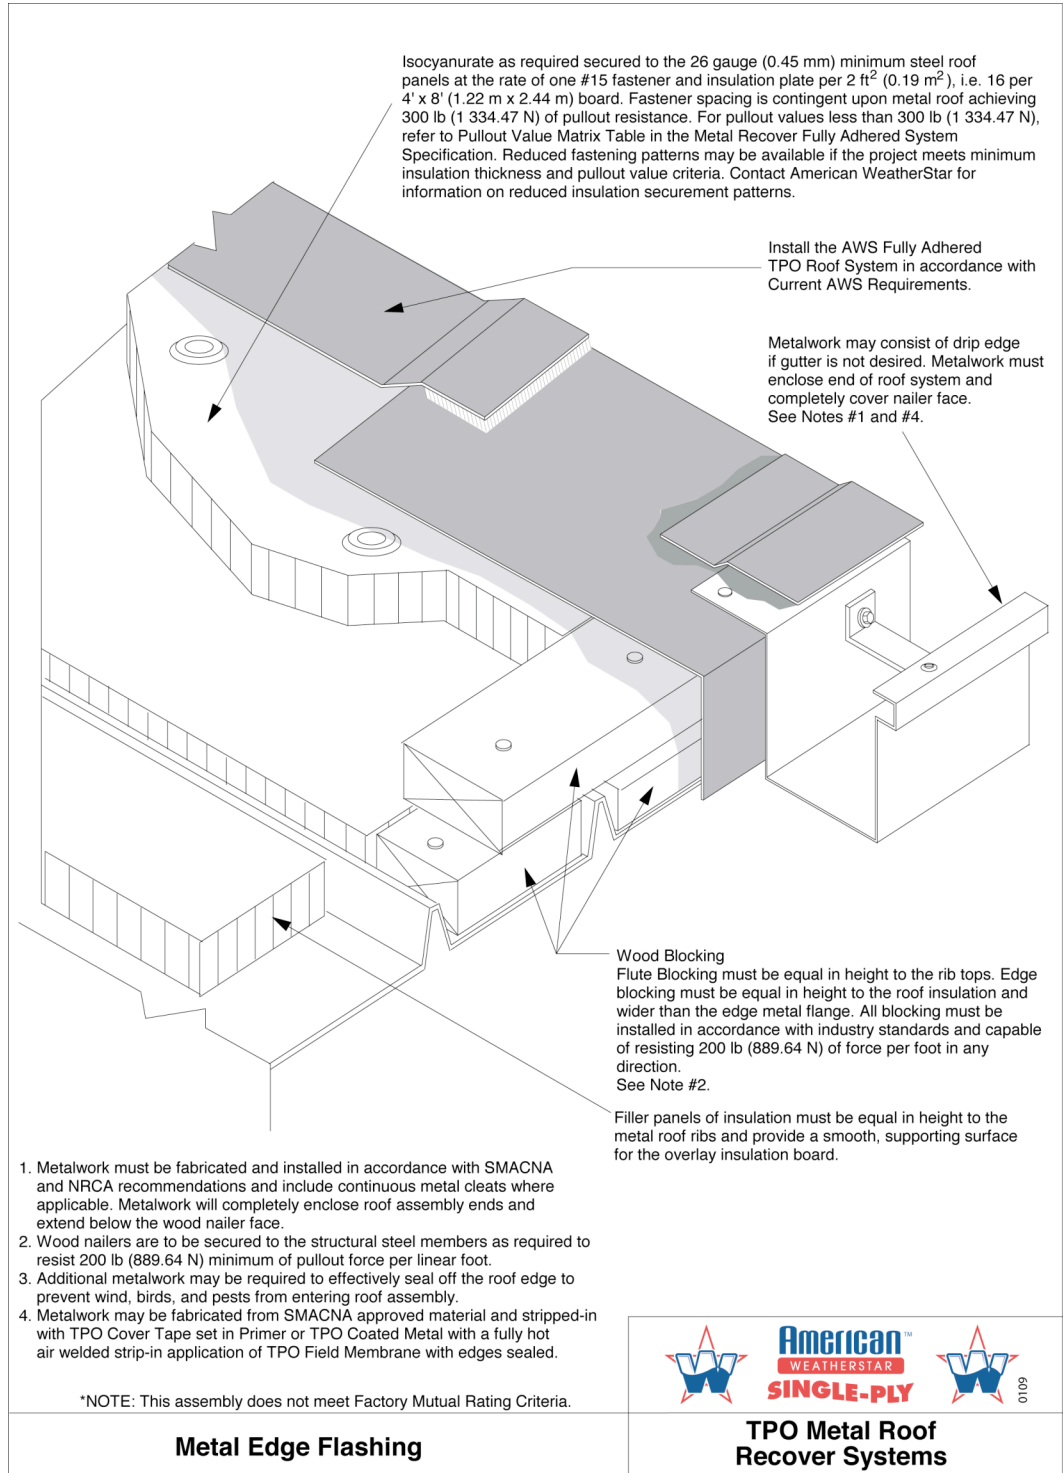 Isocyanurate as required secured to the 26 gauge (0.45 mm) minimum steel roof
panels at the rate of one #15 fastener and insulation plate per 2 ft² (0.19 m²), i.e. 16 per
4' x 8' (1.22 m x 2.44 m) board. Fastener spacing is contingent upon metal roof achieving
300 lb (1 334.47 N) of pullout resistance. For pullout values less than 300 lb (1 334.47 N),
refer to Pullout Value Matrix Table in the Metal Recover Fully Adhered System
Specification. Reduced fastening patterns may be available if the project meets minimum
insulation thickness and pullout value criteria. Contact American WeatherStar for
information on reduced insulation securement patterns.
Install the AWS Fully Adhered
TPO Roof System in accordance with
Current AWS Requirements.
Metalwork may consist of drip edge
if gutter is not desired. Metalwork must
enclose end of roof system and
completely cover nailer face.
See Notes #1 and #4.
Wood Blocking
Flute Blocking must be equal in height to the rib tops. Edge
blocking must be equal in height to the roof insulation and
wider than the edge metal flange. All blocking must be
installed in accordance with industry standards and capable
of resisting 200 lb (889.64 N) of force per foot in any
direction.
See Note #2.
Filler panels of insulation must be equal in height to the
metal roof ribs and provide a smooth, supporting surface
for the overlay insulation board.
1. Metalwork must be fabricated and installed in accordance with SMACNA
and NRCA recommendations and include continuous metal cleats where
applicable. Metalwork will completely enclose roof assembly ends and
extend below the wood nailer face.
2. Wood nailers are to be secured to the structural steel members as required to
resist 200 lb (889.64 N) minimum of pullout force per linear foot.
3. Additional metalwork may be required to effectively seal off the roof edge to
prevent wind, birds, and pests from entering roof assembly.
4. Metalwork may be fabricated from SMACNA approved material and stripped-in
with TPO Cover Tape set in Primer or TPO Coated Metal with a fully hot
air welded strip-in application of TPO Field Membrane with edges sealed.
*NOTE: This assembly does not meet Factory Mutual Rating Criteria.
W
American™
WEATHERSTAR
SINGLE-PLY
W
0109
Metal Edge Flashing
TPO Metal Roof
Recover Systems